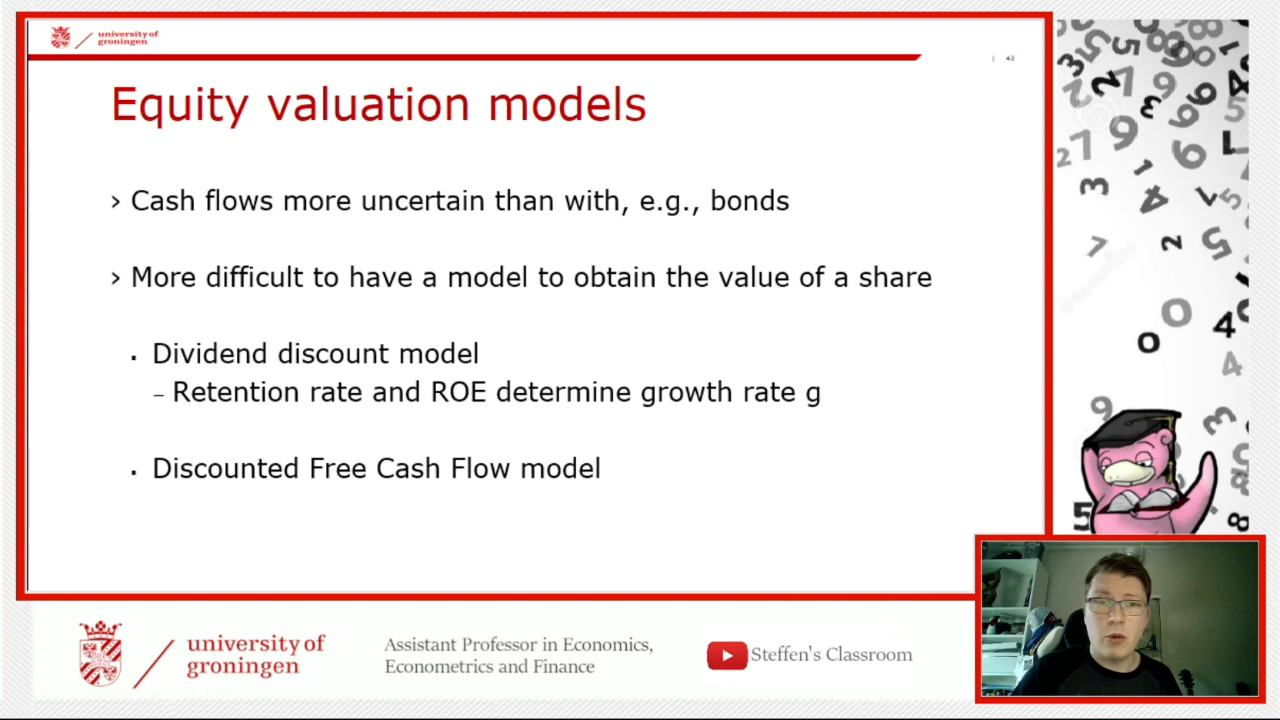 university of
groningen
| 43
Equity valuation models
› Cash flows more uncertain than with, e.g., bonds
› More difficult to have a model to obtain the value of a share
▪ Dividend discount model
– Retention rate and ROE determine growth rate g
▪ Discounted Free Cash Flow model
university of
groningen
Assistant Professor in Economics,
Econometrics and Finance
Steffen's Classroom